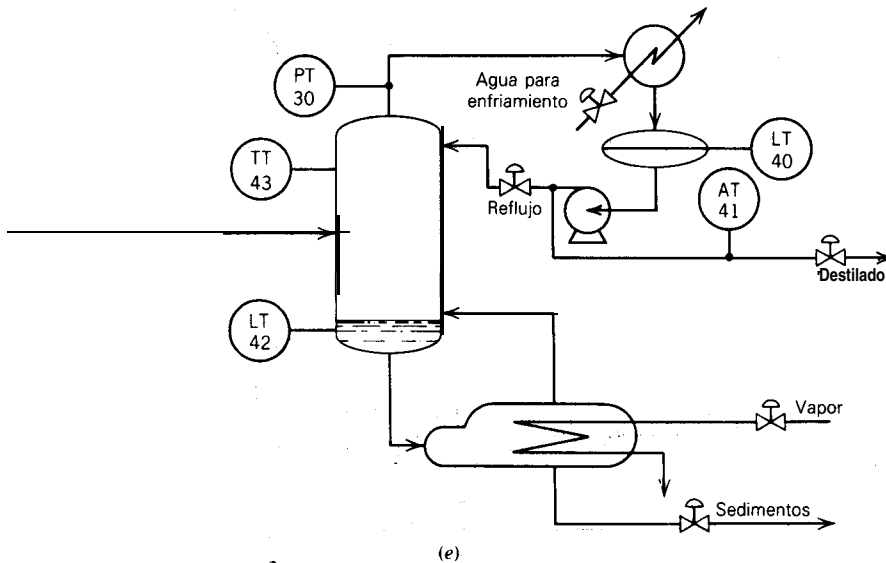 PT
30
Agua para
enfriamiento
LT
40
TT
43
AT
41
Reflujo
Destilado
LT
42
Vapor
Sedimentos
(e)